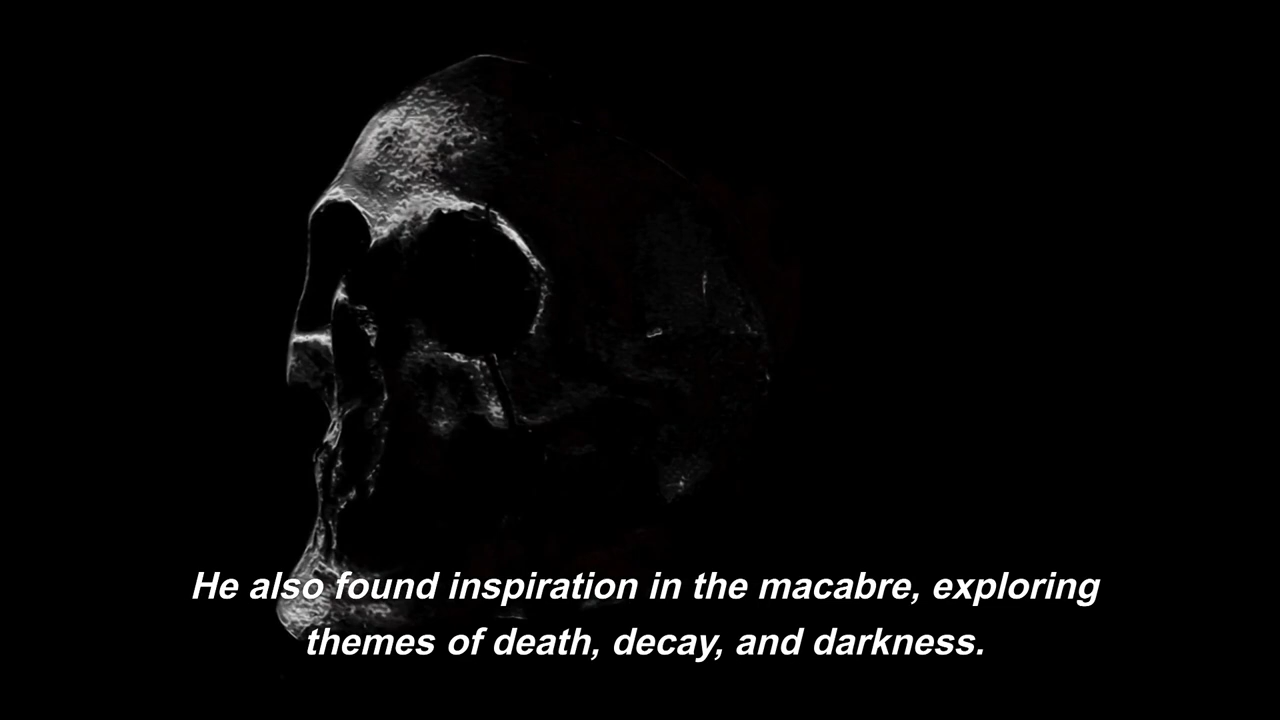 He also found inspiration in the macabre, exploring
themes of death, decay, and darkness.